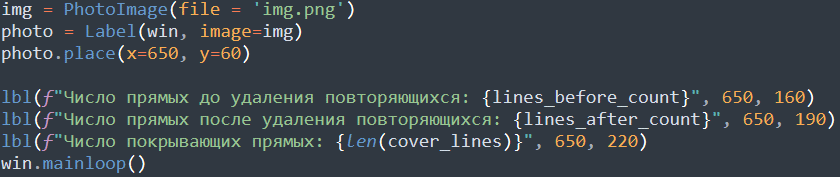 img = PhotoImage(file = 'img.png')
photo = Label(win, image=img)
photo.place(x=650, y=60)
lbl(f"Число прямых до удаления повторяющихся: {lines_before_count}", 650, 160)
lbl(f"Число прямых после удаления повторяющихся: {lines_after_count}", 650, 190)
lbl(f"Число покрывающих прямых: {len(cover_lines)}", 650, 220)
win.mainloop()